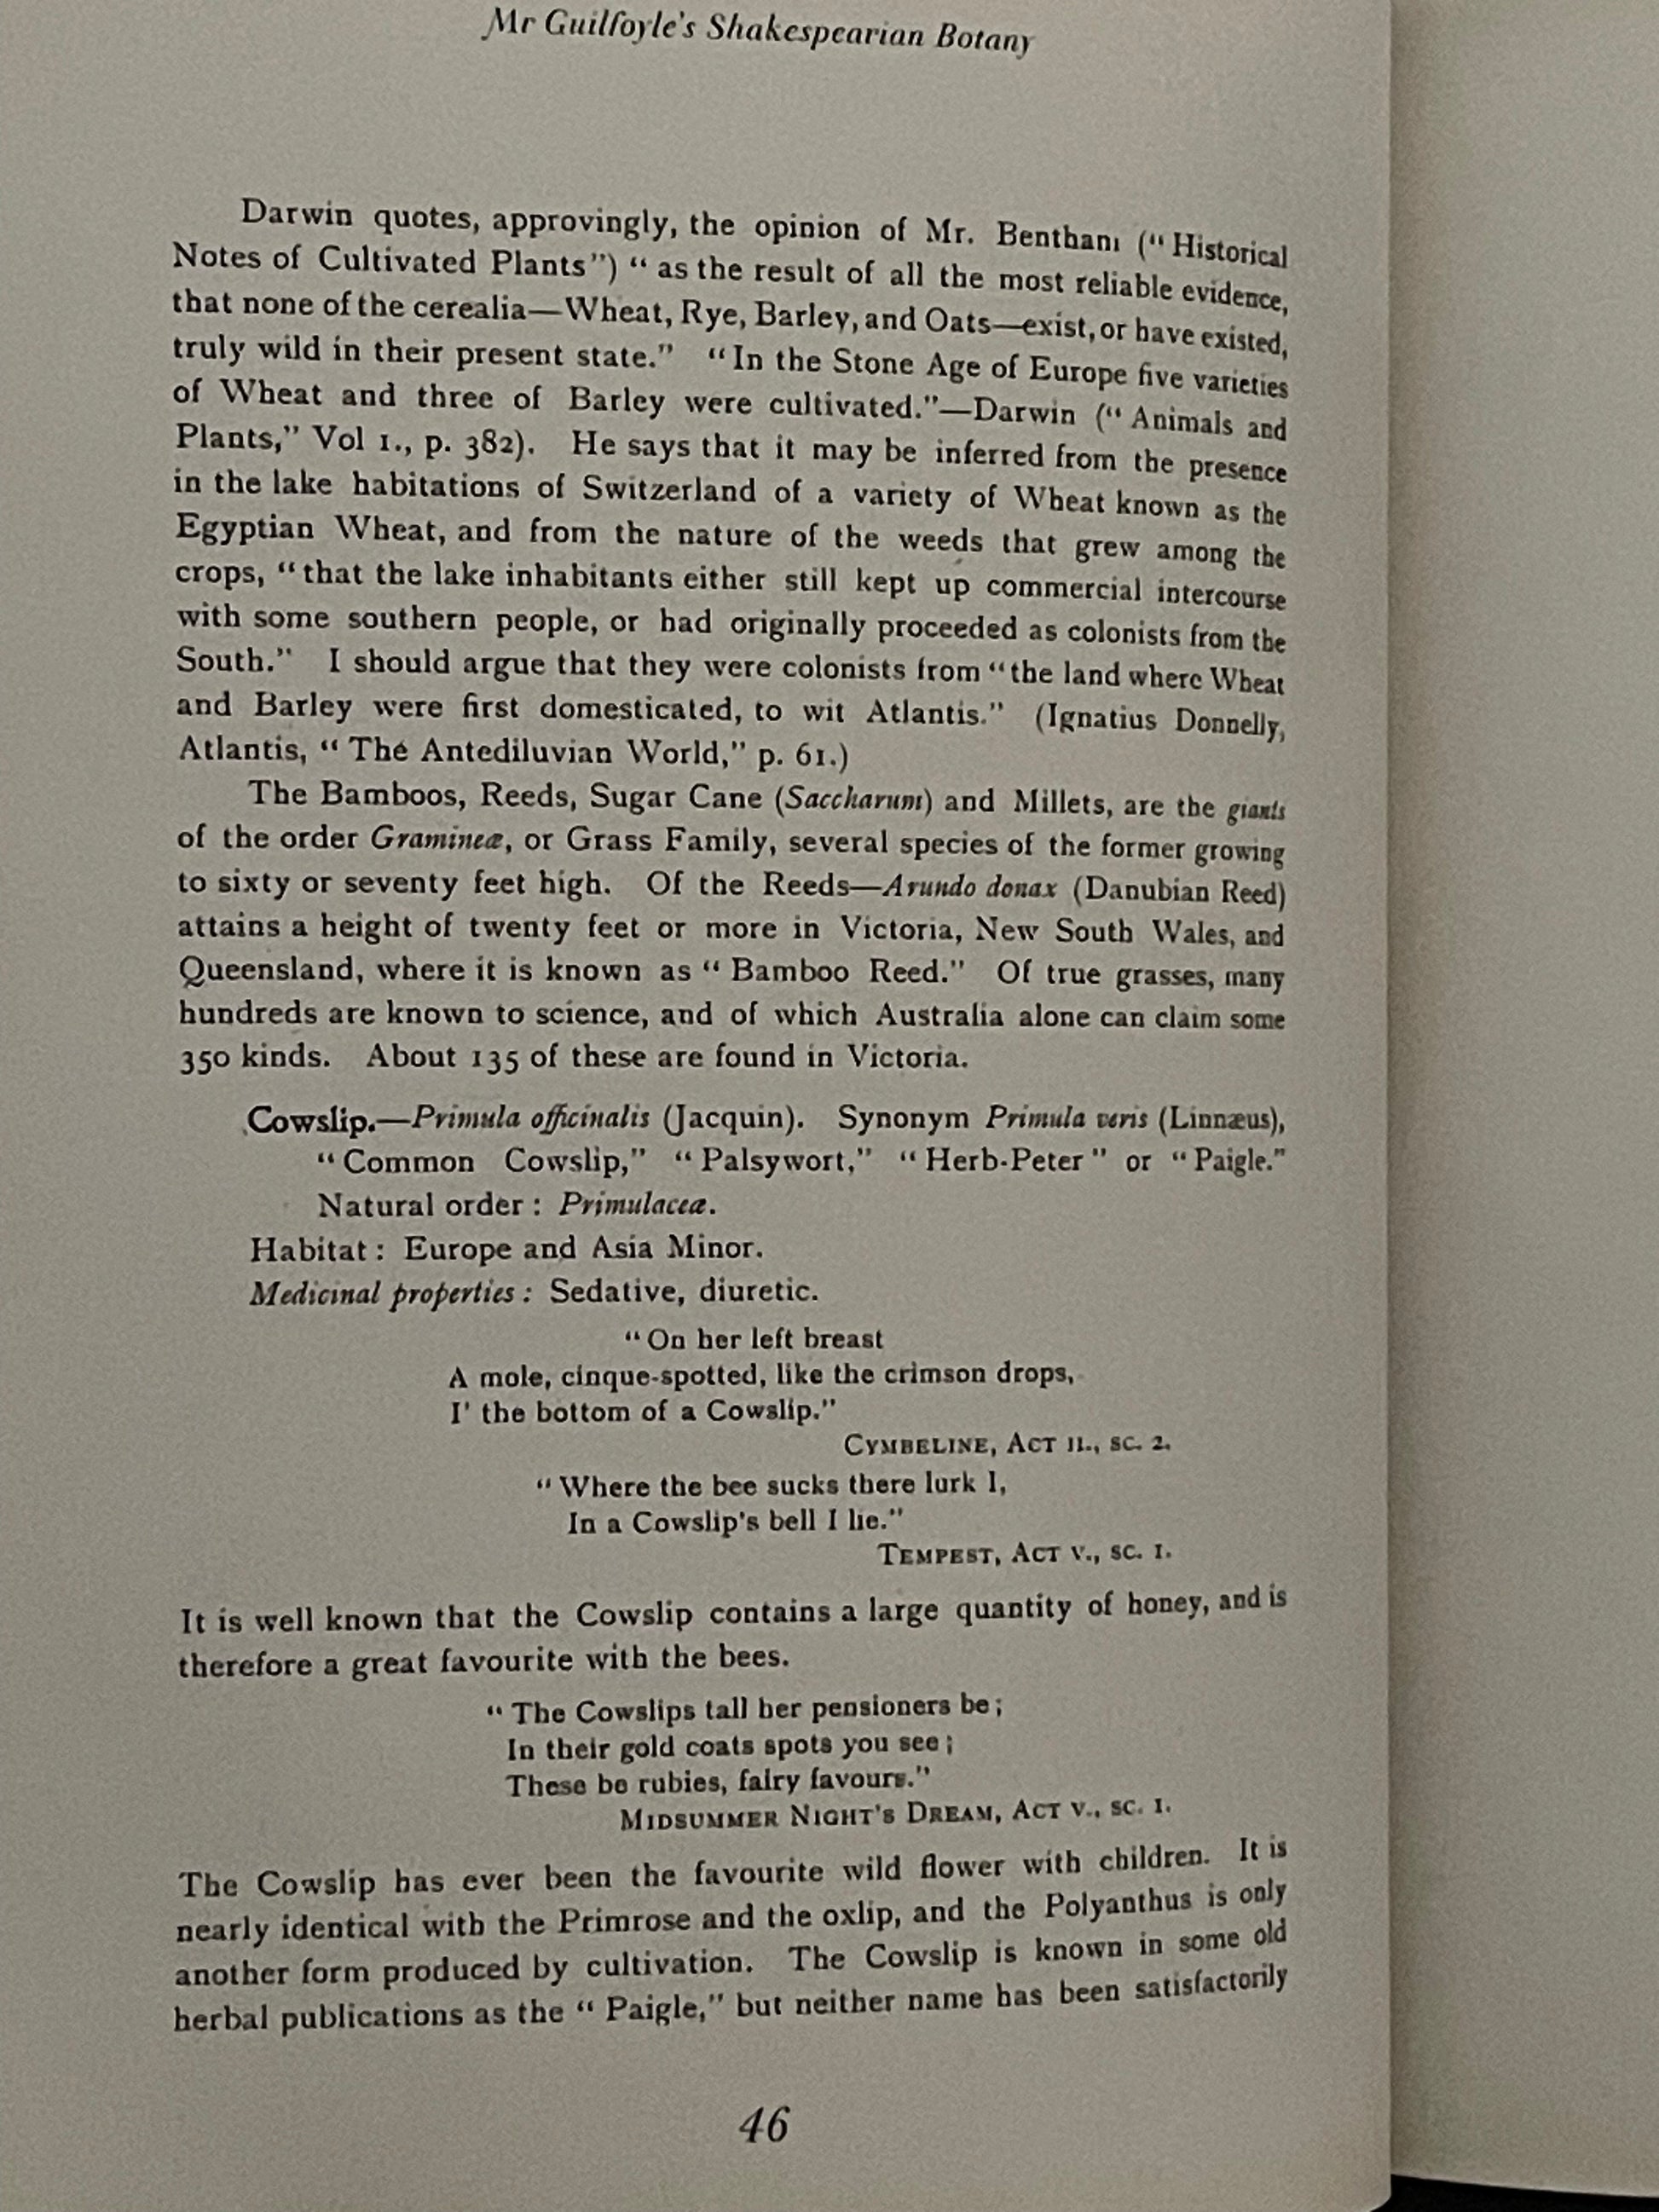 Mr Guilfoyle's Shakespearian Botany
Darwin quotes, approvingly, the opinion of Mr. Bentham (“Historical
Notes of Cultivated Plants”) “as the result of all the most reliable evidence,
that none of the cerealia—Wheat, Rye, Barley, and Oats—exist, or have existed,
truly wild in their present state.” “In the Stone Age of Europe five varieties
of Wheat and three of Barley were cultivated.”—Darwin (“Animals and
Plants,” Vol I., p. 382). He says that it may be inferred from the presence
in the lake habitations of Switzerland of a variety of Wheat known as the
Egyptian Wheat, and from the nature of the weeds that grew among the
crops, “that the lake inhabitants either still kept up commercial intercourse
with some southern people, or had originally proceeded as colonists from the
South.” I should argue that they were colonists from “the land where Wheat
and Barley were first domesticated, to wit Atlantis.” (Ignatius Donnelly,
Atlantis, “The Antediluvian World,” p. 61.)
The Bamboos, Reeds, Sugar Cane (Saccharum) and Millets, are the giants
of the order Gramineæ, or Grass Family, several species of the former growing
to sixty or seventy feet high. Of the Reeds—Arundo donax (Danubian Reed)
attains a height of twenty feet or more in Victoria, New South Wales, and
Queensland, where it is known as “Bamboo Reed.” Of true grasses, many
hundreds are known to science, and of which Australia alone can claim some
350 kinds. About 135 of these are found in Victoria.
Cowslip.—Primula officinalis (Jacquin). Synonym Primula veris (Linnæus),
“Common Cowslip,” “Palsywort,” “Herb-Peter” or “Paigle.”
Natural order: Primulaceæ.
Habitat: Europe and Asia Minor.
Medicinal properties: Sedative, diuretic.
“On her left breast
A mole, cinque-spotted, like the crimson drops,
I' the bottom of a Cowslip.”
CYMBELINE, ACT II., SC. 2.
“Where the bee sucks there lurk I,
In a Cowslip's bell I lie.”
TEMPEST, ACT V., SC. 1.
It is well known that the Cowslip contains a large quantity of honey, and is
therefore a great favourite with the bees.
“The Cowslips tall her pensioners be;
In their gold coats spots you see;
These be rubies, fairy favours.”
MIDSUMMER NIGHT'S DREAM, ACT V., SC. 1.
The Cowslip has ever been the favourite wild flower with children. It is
nearly identical with the Primrose and the oxlip, and the Polyanthus is only
another form produced by cultivation. The Cowslip is known in some old
herbal publications as the “Paigle,” but neither name has been satisfactorily
46